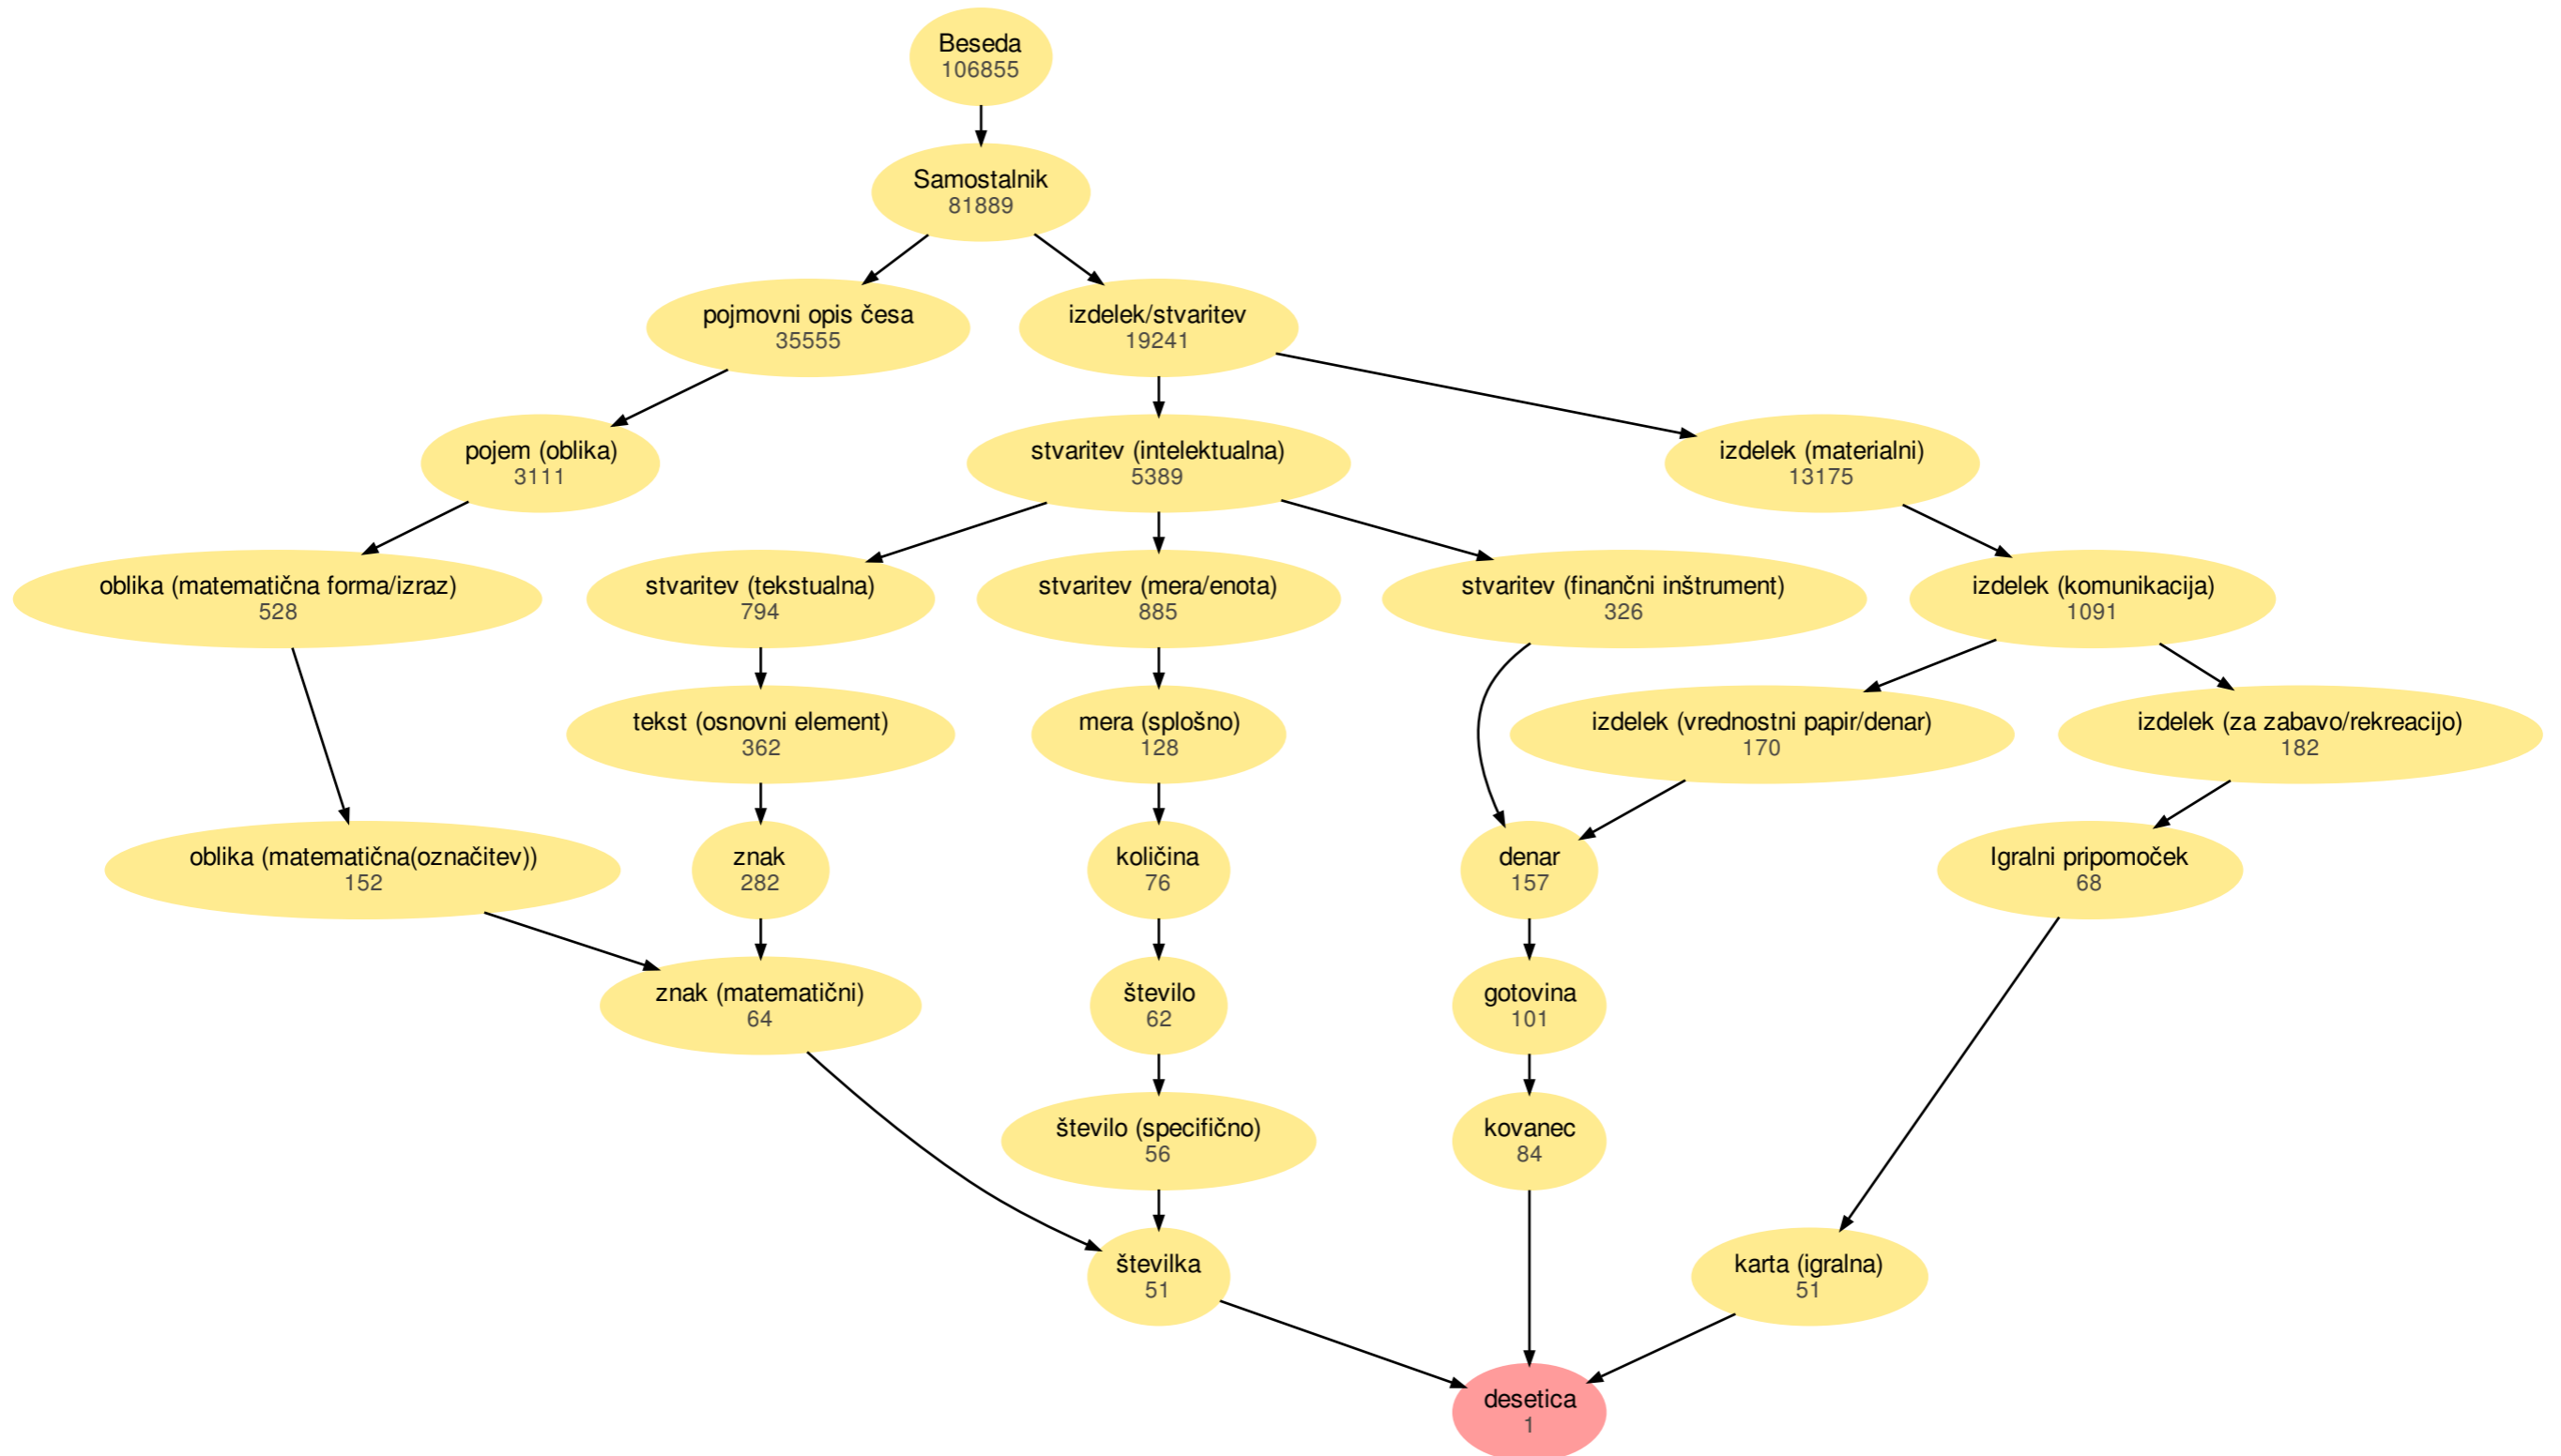 Beseda
106855
Samostalnik
81889
pojmovni opis česa
35555
izdelek/stvaritev
19241
pojem (oblika)
3111
stvaritev (intelektualna)
5389
izdelek (materialni)
13175
oblika (matematična forma/izraz)
528
stvaritev (tekstualna)
794
stvaritev (mera/enota)
885
stvaritev (finančni inštrument)
326
izdelek (komunikacija)
1091
tekst (osnovni element)
362
mera (splošno)
128
izdelek (vrednostni papir/denar)
170
izdelek (za zabavo/rekreacijo)
182
oblika (matematična(označitev))
152
znak
282
količina
76
denar
157
Igralni pripomoček
68
znak (matematični)
64
število
62
gotovina
101
število (specifično)
56
kovanec
84
številka
51
karta (igralna)
51
desetica
1